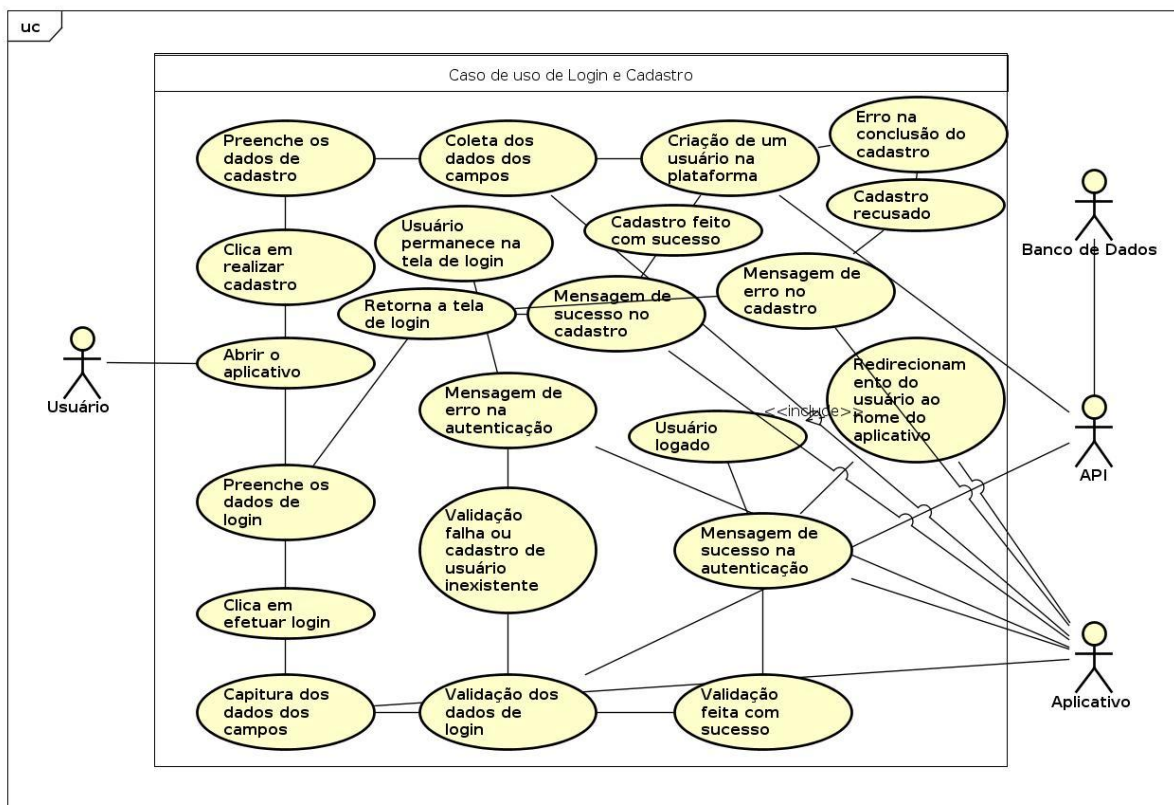 uc
Caso de uso de Login e Cadastro
Preenche os
dados de
cadastro
Coleta dos
dados dos
campos
Criação de um
usuário na
plataforma
Erro na
conclusão do
cadastro
Cadastro
recusado
Usuário
permanece na
tela de login
Cadastro feito
com sucesso
Clica em
realizar
cadastro
Retorna a tela
de login
Mensagem de
sucesso no
cadastro
Mensagem de
erro no
cadastro
Banco de Dados
Abrir o
aplicativo
Usuário
Mensagem de
erro na
autenticação
Usuário
logado
<<include>>
Redirecionam
ento do
usuário ao
nome do
aplicativo
API
Preenche os
dados de
login
Validação
falha ou
cadastro de
usuário
inexistente
Mensagem de
sucesso na
autenticação
Clica em
efetuar login
Capitura dos
dados dos
campos
Validação dos
dados de
login
Validação
feita com
sucesso
Aplicativo